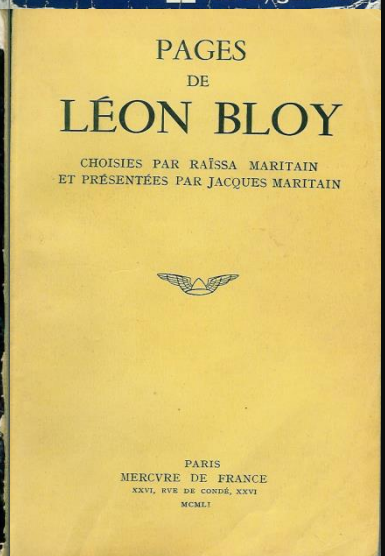 PAGES
DE
LÉON BLOY
CHOISIES PAR RAÏSSA MARITAIN
ET PRÉSENTÉES PAR JACQUES MARITAIN
PARIS
MERCVRE DE FRANCE
XXVI, RVE DE CONDÉ, XXVI
MCMLI